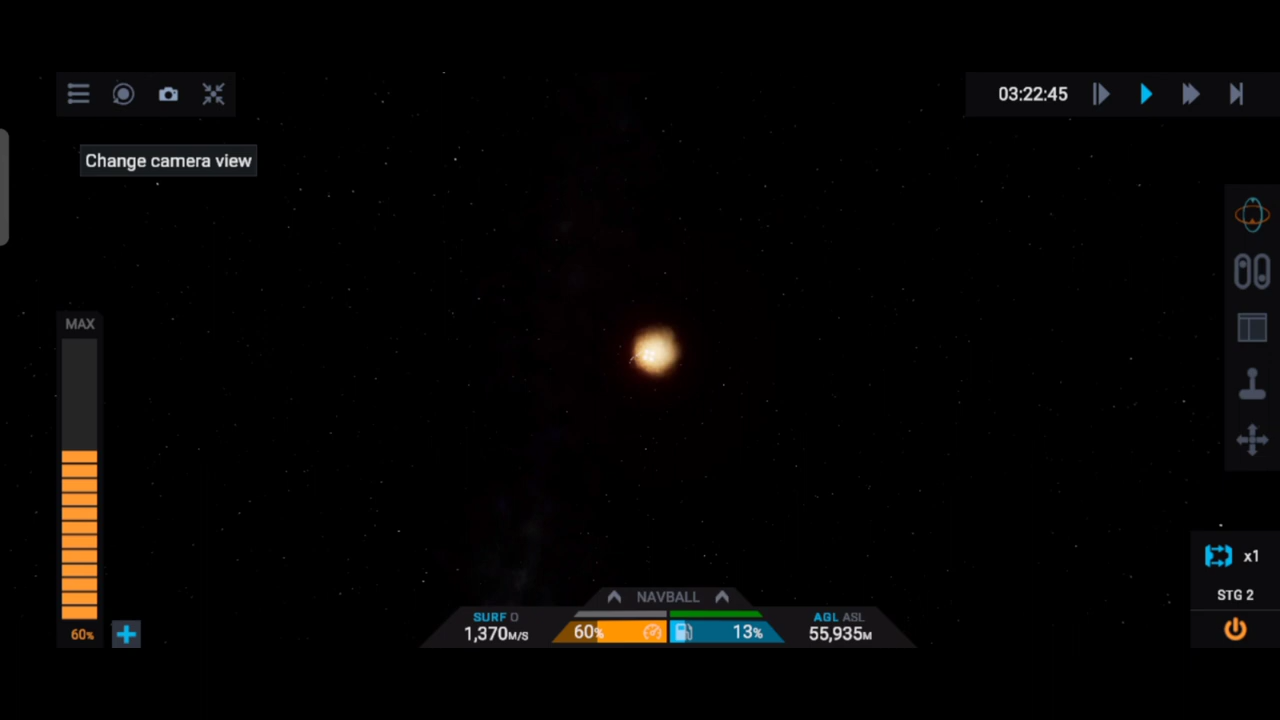 03:22:45
Change camera view
MAX
60%
NAVBALL
SURF O
1,370M/S
60%
13%
AGL ASL
55,935M
x1
STG 2